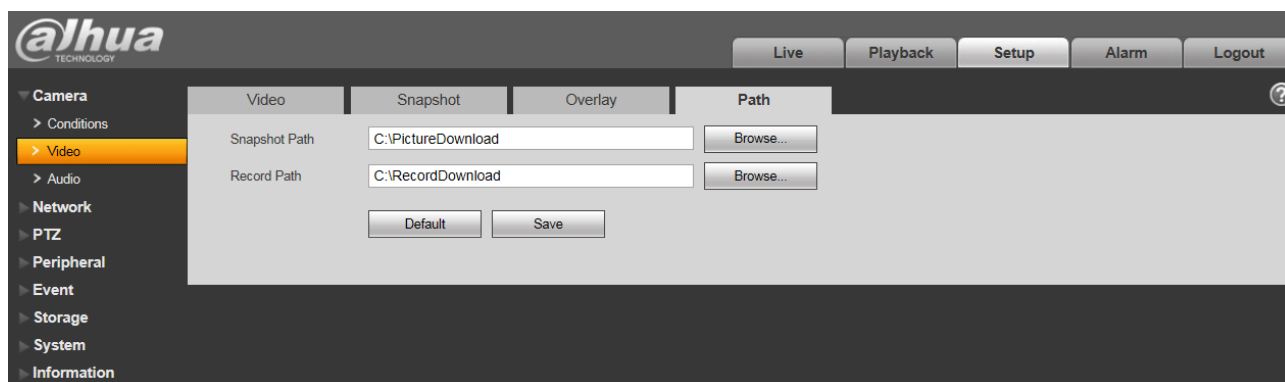 alhua
TECHNOLOGY
Live Playback Setup Alarm Logout
Camera
> Conditions
> Video
> Audio
Network
PTZ
Peripheral
Event
Storage
System
Information
Video Snapshot Overlay Path
?
Snapshot Path C:\PictureDownload Browse...
Record Path C:\RecordDownload Browse...
Default Save